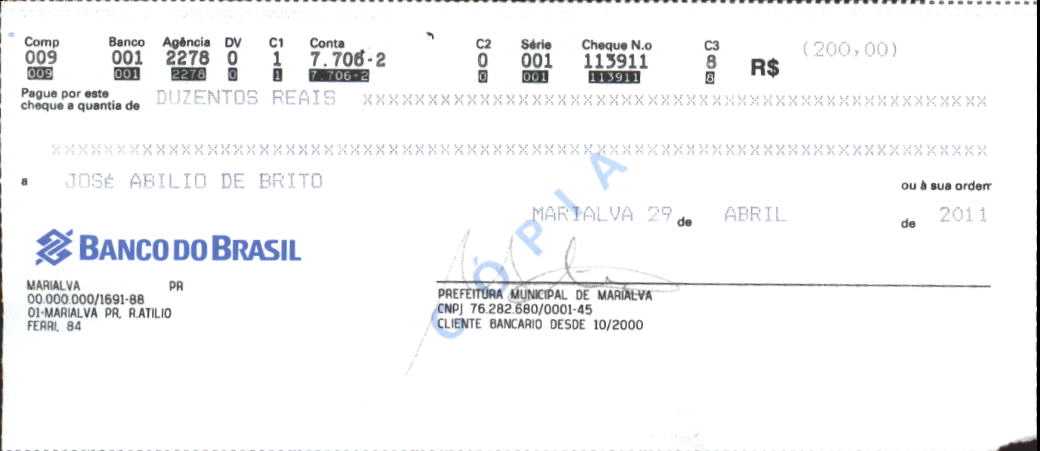 Comp Banco Agência DV C1 Conta C2 Série Cheque N.o C3
009 001 2278 0 1 7.706-2 0 001 113911 8 R$ (200,00)
009 001 2278 0 1 7.706-2 0 001 113911 8
Pague por este
cheque a quantia de DUZENTOS REAIS XXXXXXXXXXXXXXXXXXXXXXXXXXXXXXXXXXXXXXXXXXXXXXXXXXXXXX
XXXXXXXXXXXXXXXXXXXXXXXXXXXXXXXXXXXXXXXXXXXXXXXXXXXXXXXXXXXXXXXXXXXXXXXXXXXXXXX
a JOSé ABILIO DE BRITO ou à sua ordem
MARIALVA 29 de ABRIL de 2011
CÓPIA
BANCO DO BRASIL
MARIALVA PR
00.000.000/1691-88
01-MARIALVA PR, R.ATILIO
FERRI, 84
PREFEITURA MUNICIPAL DE MARIALVA
CNPJ 76.282.680/0001-45
CLIENTE BANCARIO DESDE 10/2000